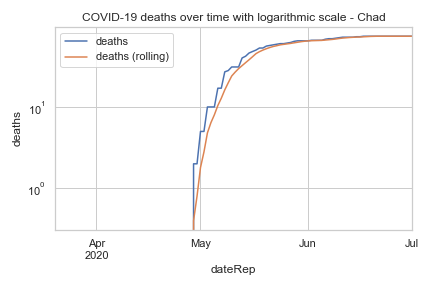 COVID-19 deaths over time with logarithmic scale - Chad
deaths
deaths (rolling)
10¹
10⁰
deaths
Apr
2020
May
Jun
Jul
dateRep